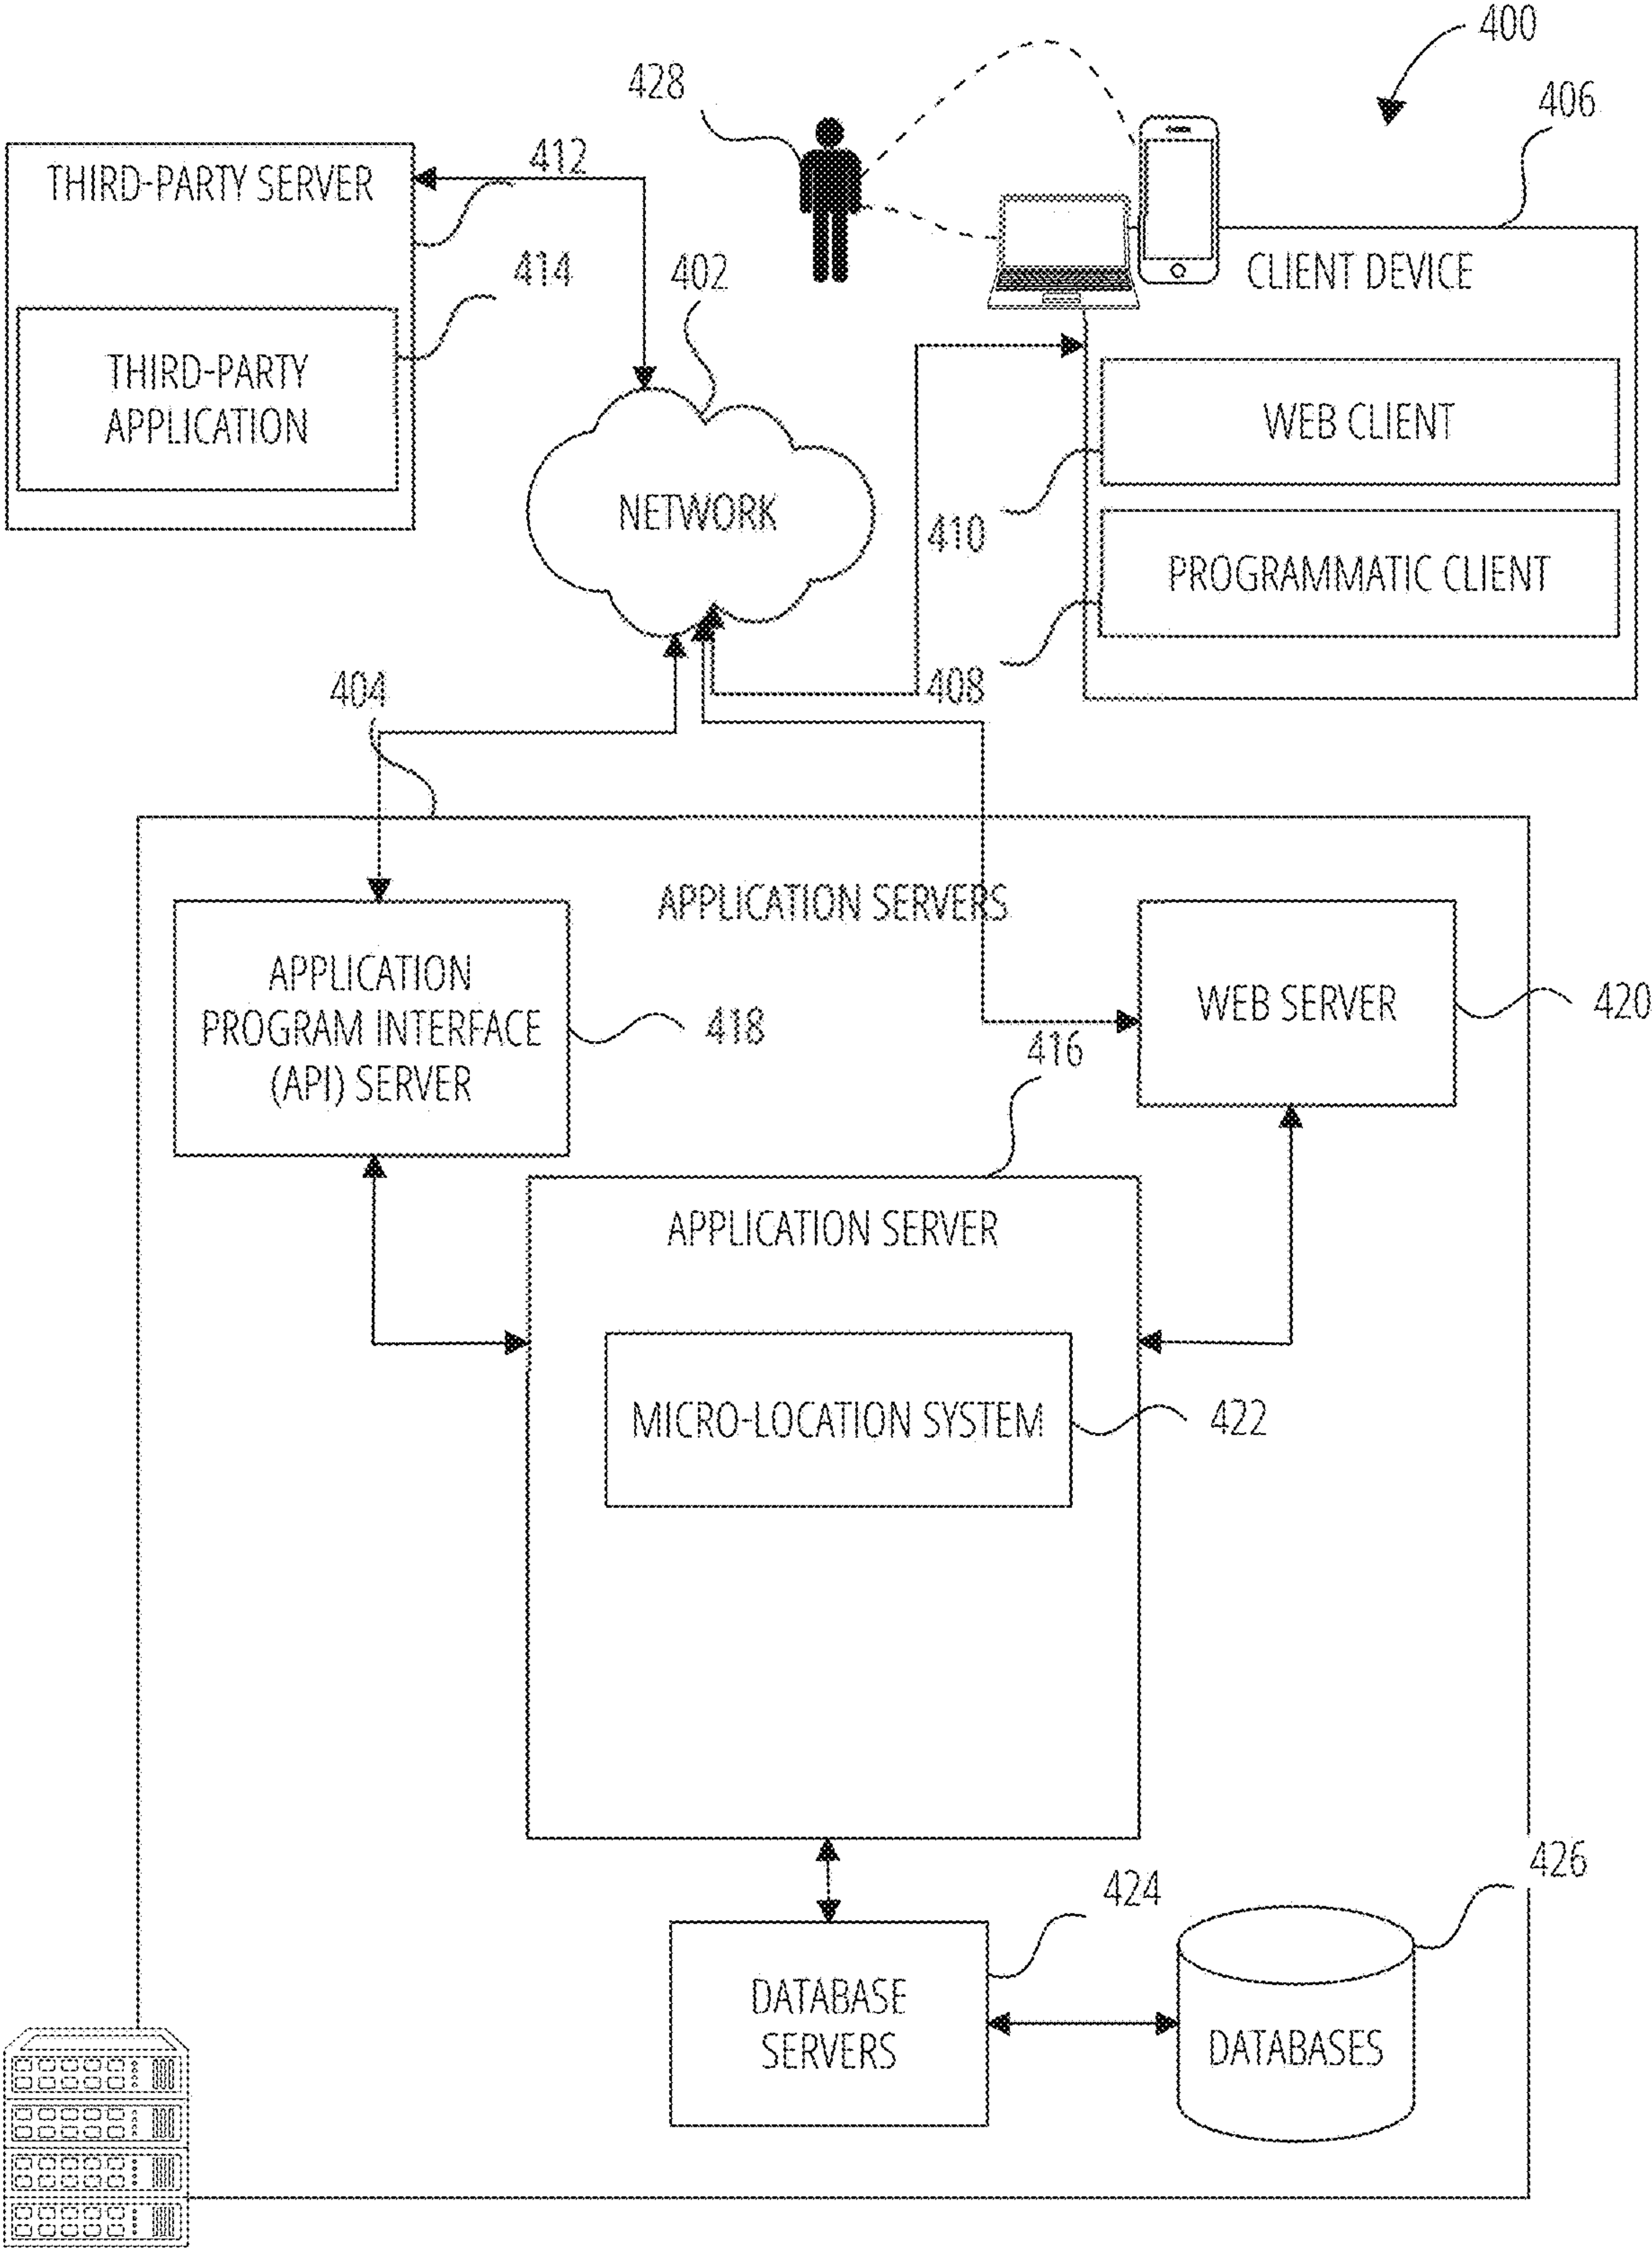 400
428
406
THIRD-PARTY SERVER
412
414
402
CLIENT DEVICE
THIRD-PARTY
APPLICATION
WEB CLIENT
NETWORK
410
PROGRAMMATIC CLIENT
408
404
APPLICATION SERVERS
APPLICATION
PROGRAM INTERFACE
(API) SERVER
418
WEB SERVER
420
416
APPLICATION SERVER
MICRO-LOCATION SYSTEM
422
424
426
DATABASE
SERVERS
DATABASES